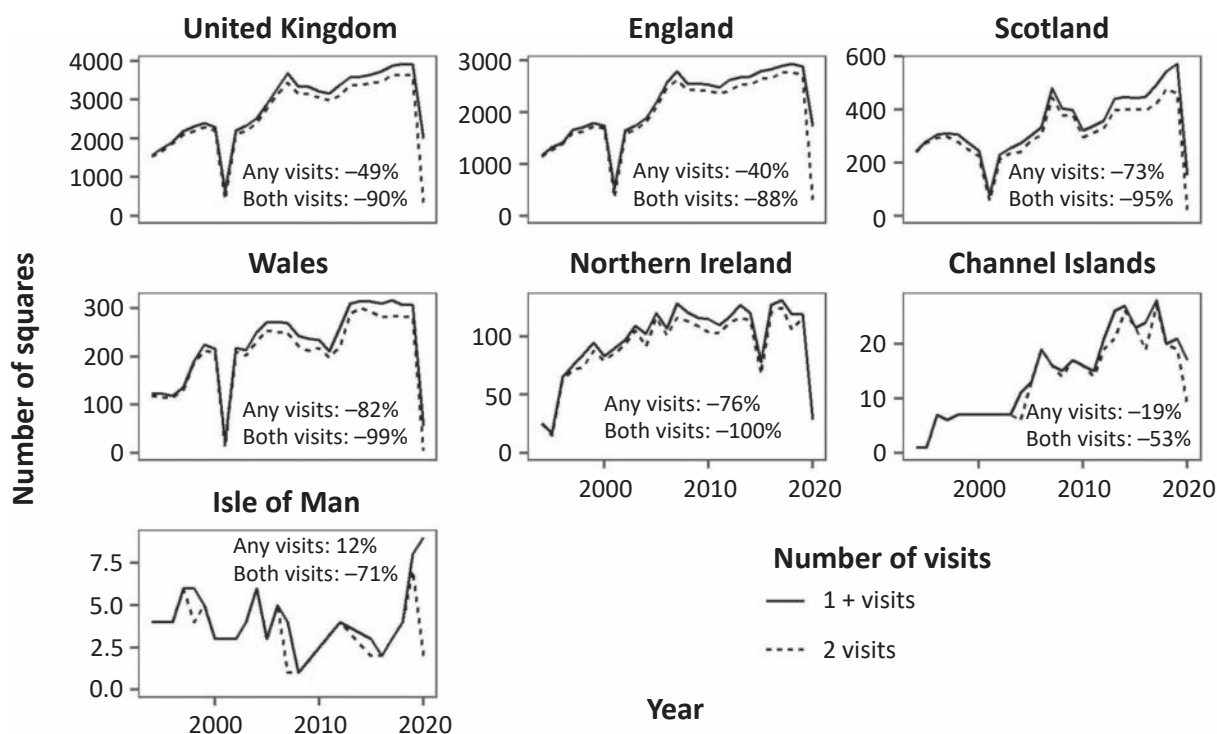 United Kingdom
4000
3000
2000
1000
0
Any visits: –49%
Both visits: –90%
England
3000
2000
1000
0
Any visits: –40%
Both visits: –88%
Scotland
600
400
200
0
Any visits: –73%
Both visits: –95%
Number of squares
Wales
300
200
100
0
Any visits: –82%
Both visits: –99%
Northern Ireland
100
50
0
Any visits: –76%
Both visits: –100%
2000 2010 2020
Channel Islands
20
10
0
Any visits: –19%
Both visits: –53%
2000 2010 2020
Isle of Man
7.5
5.0
2.5
0.0
Any visits: 12%
Both visits: –71%
2000 2010 2020
Number of visits
1 + visits
2 visits
Year